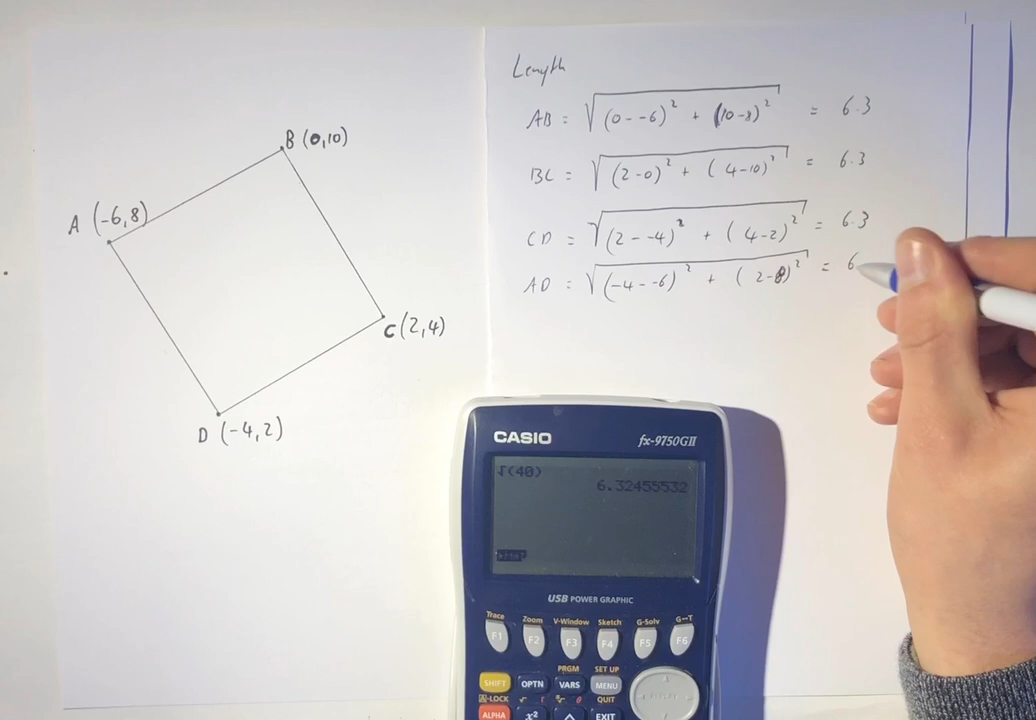 Length
AB = √(0--6)² + (10-8)² = 6.3
BC = √(2-0)² + (4-10)² = 6.3
CD = √(2--4)² + (4-2)² = 6.3
AD = √(-4--6)² + (2-8)² = 6
B (0,10)
A (-6,8)
C (2,4)
D (-4,2)
CASIO fx-9750GII
√(40)
6.32455532
USB POWER GRAPHIC
Trace Zoom V-Window Sketch G-Solv G↔T
F1 F2 F3 F4 F5 F6
PRGM SET UP
SHIFT OPTN VARS MENU
A-LOCK QUIT
ALPHA x² EXIT
REPLAY